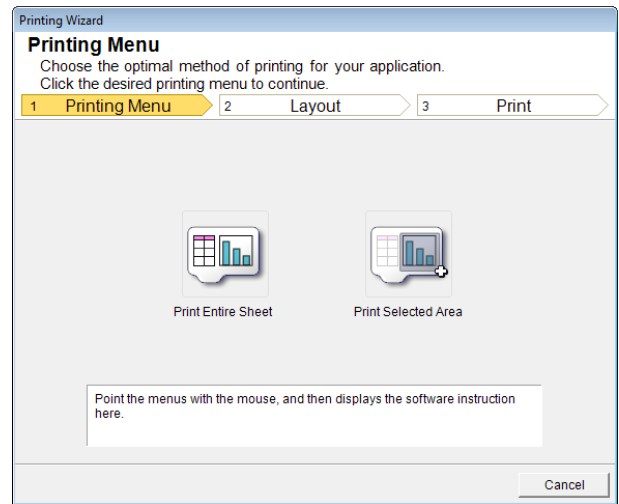 Printing Wizard
Printing Menu
Choose the optimal method of printing for your application.
Click the desired printing menu to continue.
1 Printing Menu 2 Layout 3 Print
Print Entire Sheet Print Selected Area
Point the menus with the mouse, and then displays the software instruction
here.
Cancel